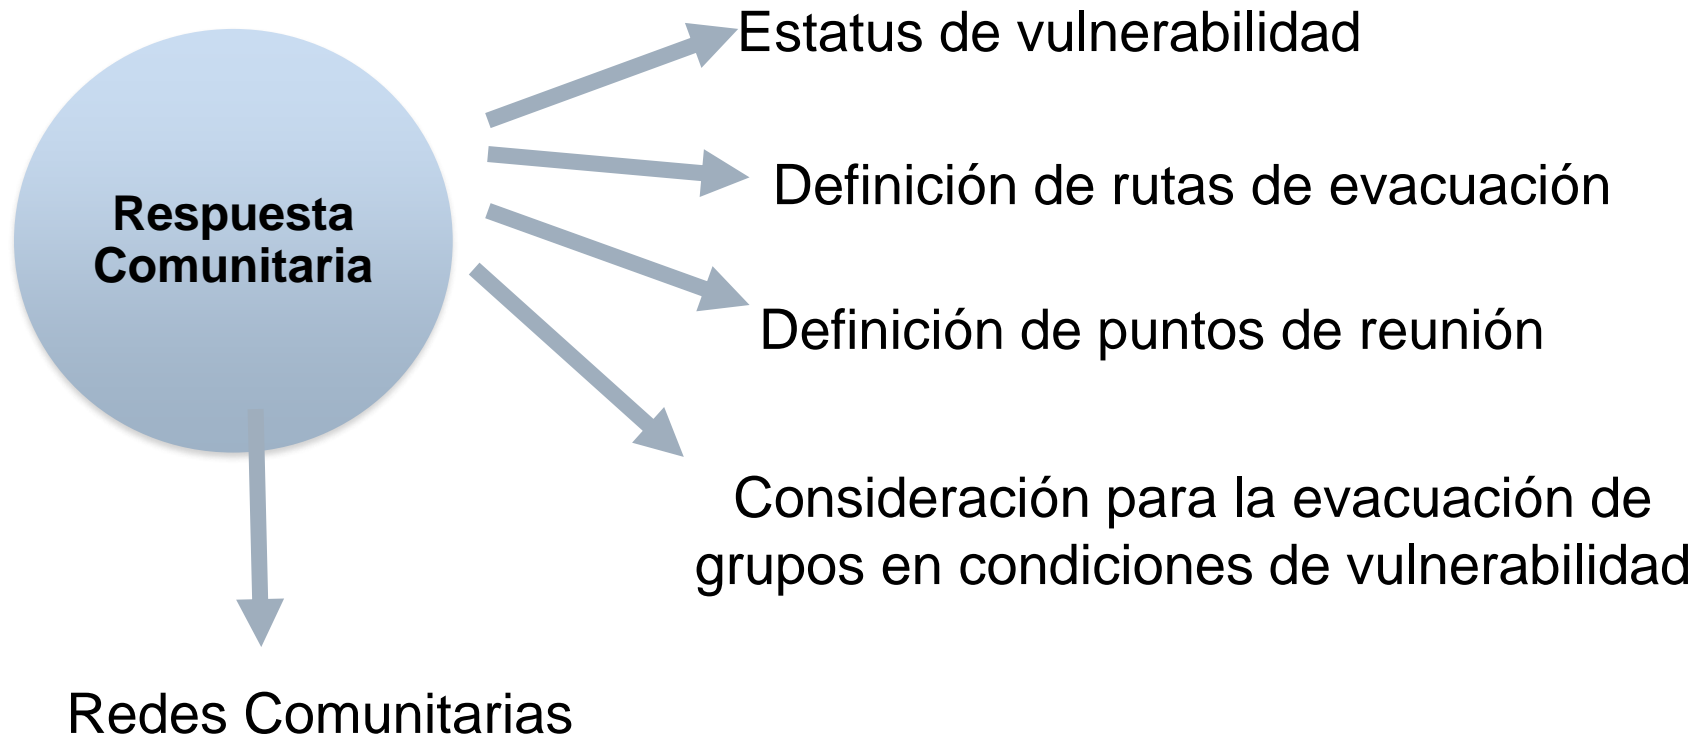 Estatus de vulnerabilidad
Definición de rutas de evacuación
Respuesta
Comunitaria
Definición de puntos de reunión
Consideración para la evacuación de
grupos en condiciones de vulnerabilidad
Redes Comunitarias